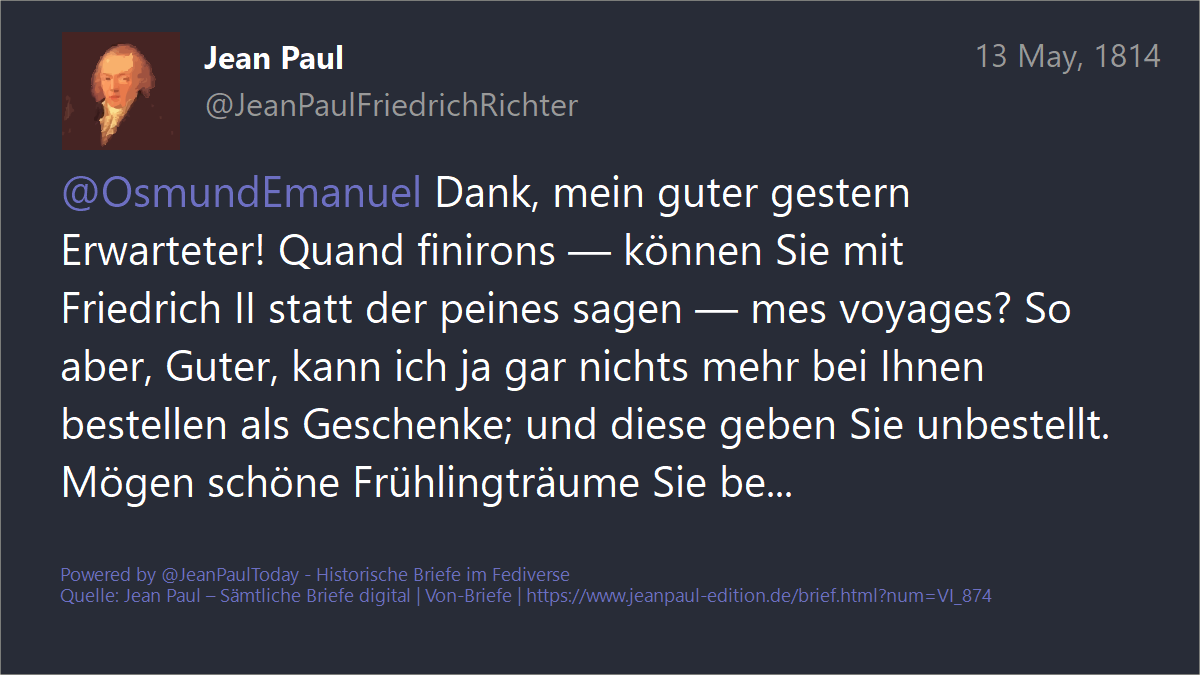 Jean Paul
13 May, 1814
@JeanPaulFriedrichRichter
@OsmundEmanuel Dank, mein guter gestern
Erwarteter! Quand finirons — können Sie mit
Friedrich II statt der peines sagen — mes voyages? So
aber, Guter, kann ich ja gar nichts mehr bei Ihnen
bestellen als Geschenke; und diese geben Sie unbestellt.
Mögen schöne Frühlingträume Sie be...
Powered by @JeanPaulToday - Historische Briefe im Fediverse
Quelle: Jean Paul – Sämtliche Briefe digital | Von-Briefe | https://www.jeanpaul-edition.de/brief.html?num=VI_874